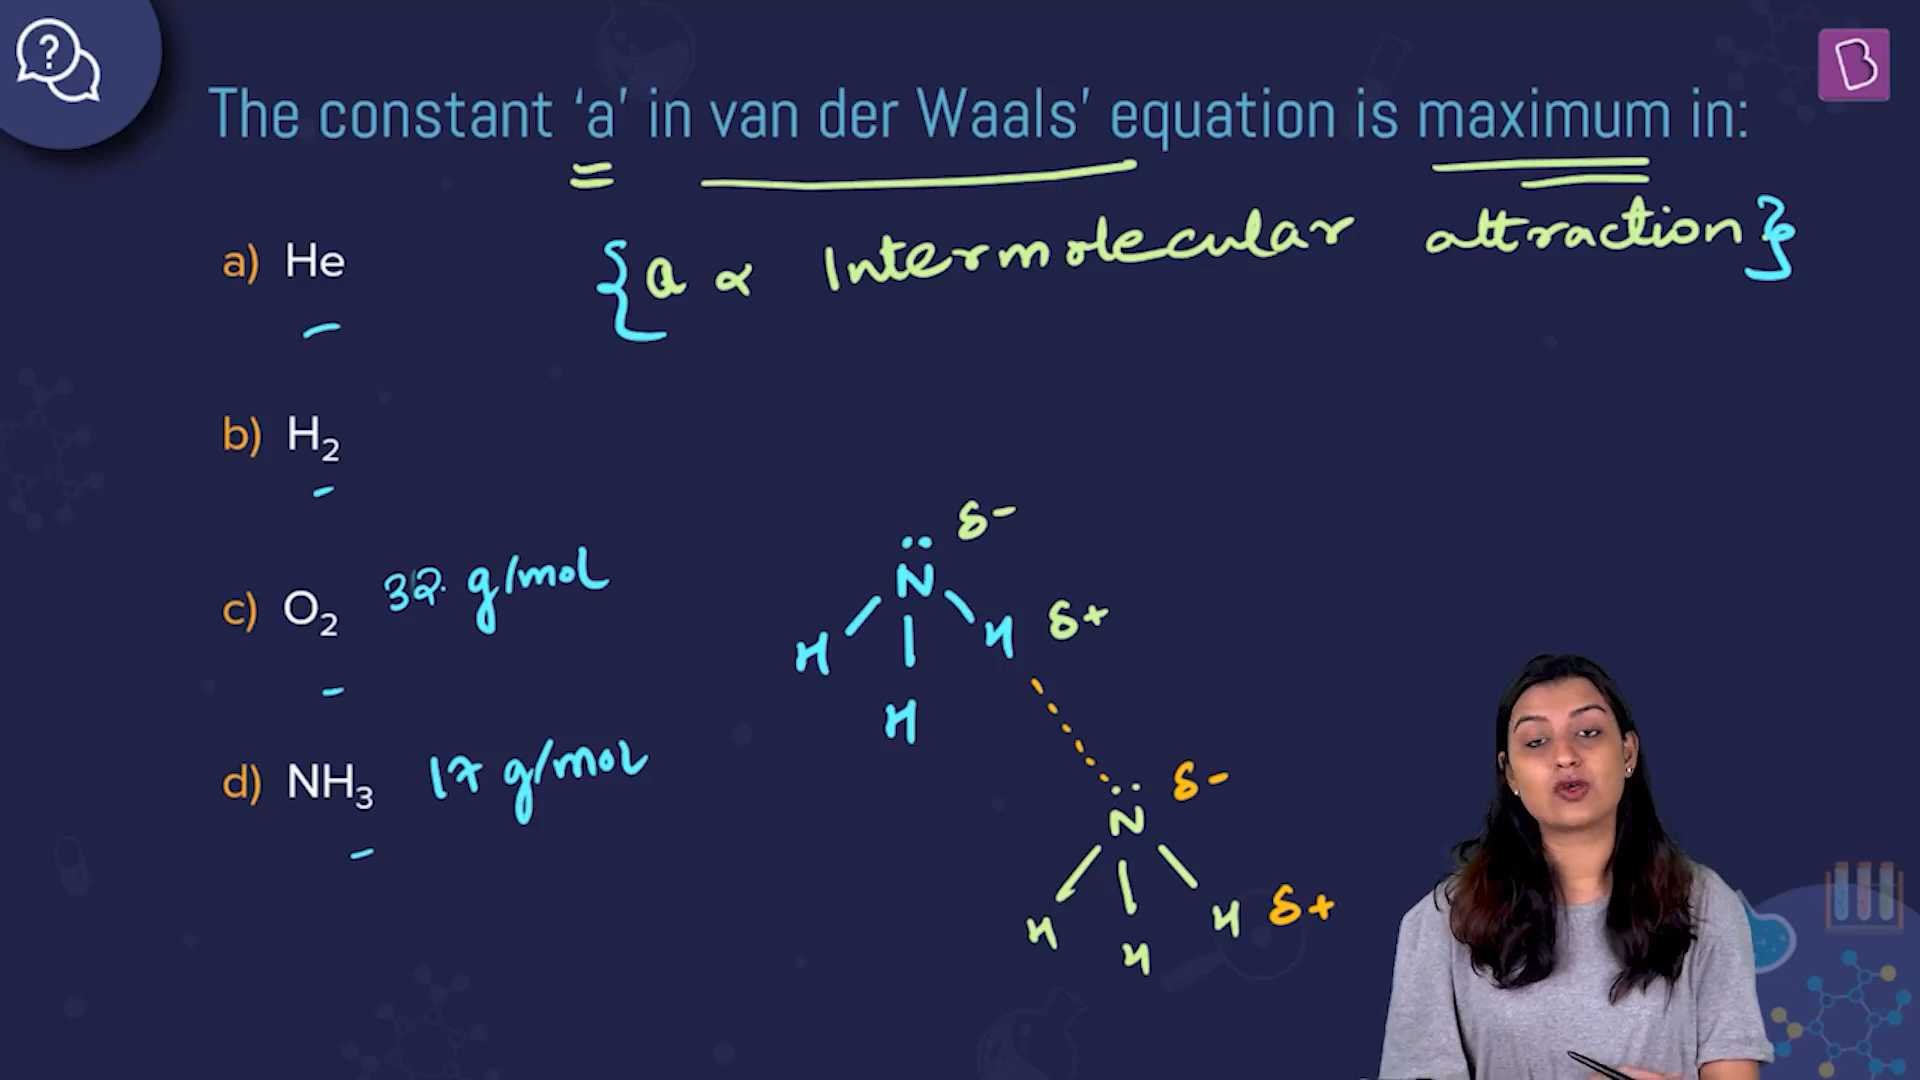 ?
B
The constant ‘a’ in van der Waals’ equation is maximum in:
{a ∝ Intermolecular attraction}
a) He
b) H₂
c) O₂ 32 g/mol
d) NH₃ 17 g/mol
δ-
N
H H δ+
H
N δ-
H H H δ+